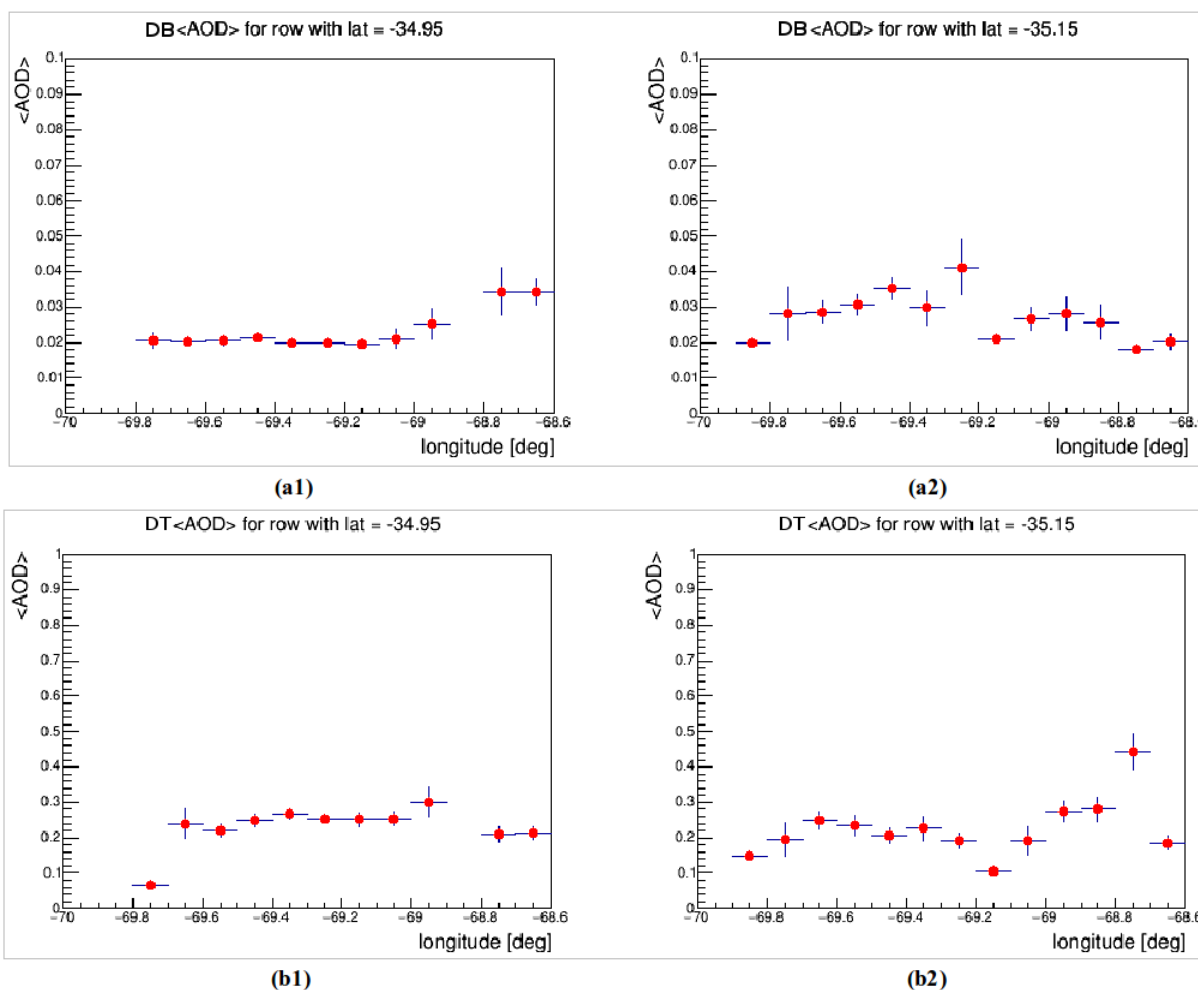 DB<AOD> for row with lat = -34.95
<AOD>
0.1
0.09
0.08
0.07
0.06
0.05
0.04
0.03
0.02
0.01
0
−70 −69.8 −69.6 −69.4 −69.2 −69 −68.8 −68.6
longitude [deg]
(a1)
DB<AOD> for row with lat = -35.15
<AOD>
0.1
0.09
0.08
0.07
0.06
0.05
0.04
0.03
0.02
0.01
0
−70 −69.8 −69.6 −69.4 −69.2 −69 −68.8 −68.6
longitude [deg]
(a2)
DT<AOD> for row with lat = -34.95
<AOD>
1
0.9
0.8
0.7
0.6
0.5
0.4
0.3
0.2
0.1
0
−70 −69.8 −69.6 −69.4 −69.2 −69 −68.8 −68.6
longitude [deg]
(b1)
DT<AOD> for row with lat = -35.15
<AOD>
1
0.9
0.8
0.7
0.6
0.5
0.4
0.3
0.2
0.1
0
−70 −69.8 −69.6 −69.4 −69.2 −69 −68.8 −68.6
longitude [deg]
(b2)